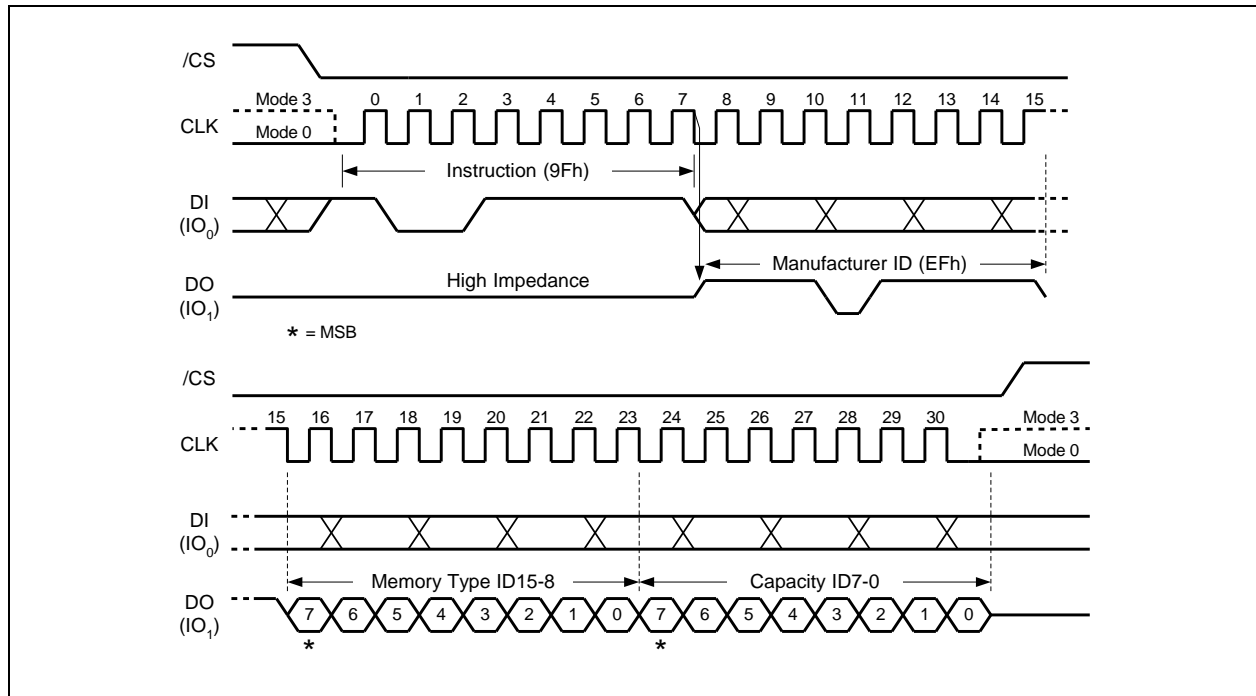 /CS
Mode 3 0 1 2 3 4 5 6 7 8 9 10 11 12 13 14 15
CLK
Mode 0
Instruction (9Fh)
DI
(IO0)
Manufacturer ID (EFh)
High Impedance
DO
(IO1)
* = MSB
/CS
15 16 17 18 19 20 21 22 23 24 25 26 27 28 29 30 Mode 3
CLK
Mode 0
DI
(IO0)
Memory Type ID15-8 Capacity ID7-0
DO
(IO1)
7 6 5 4 3 2 1 0 7 6 5 4 3 2 1 0
* *